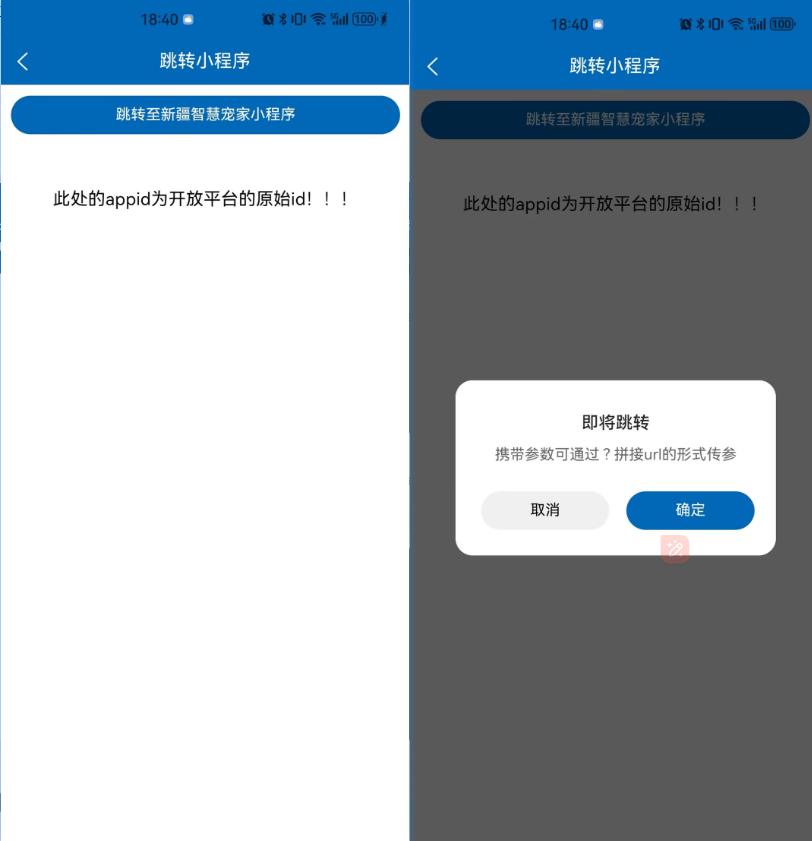 18:40
5G
100
跳转小程序
跳转至新疆智慧宠家小程序
此处的appid为开放平台的原始id！！！
18:40
5G
100
跳转小程序
跳转至新疆智慧宠家小程序
此处的appid为开放平台的原始id！！！
即将跳转
携带参数可通过？拼接url的形式传参
取消
确定